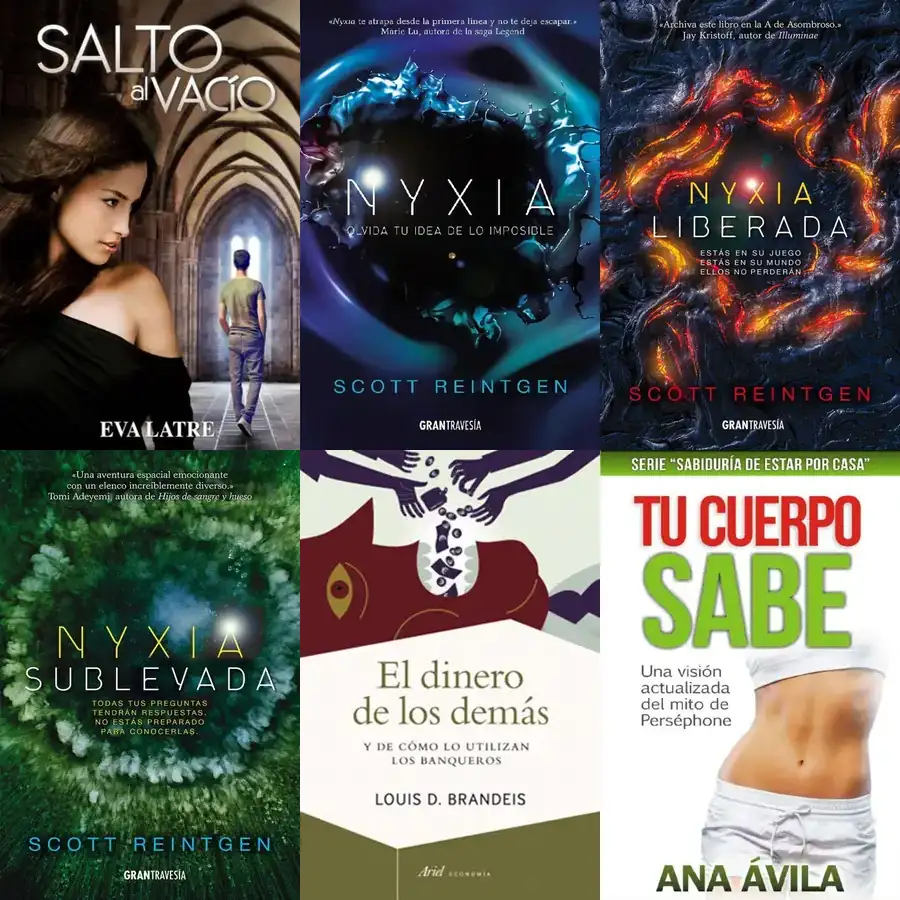 SALTO
al VACÍO
EVA LATRE
«Nyxia te atrapa desde la primera línea y no te deja escapar.»
Marie Lu, autora de la saga Legend
NYXIA
OLVIDA TU IDEA DE LO IMPOSIBLE
SCOTT REINTGEN
GRANTRAVESÍA
«Archiva este libro en la A de Asombroso.»
Jay Kristoff, autor de Illuminae
NYXIA
LIBERADA
ESTÁS EN SU JUEGO
ESTÁS EN SU MUNDO
ELLOS NO PERDERÁN
SCOTT REINTGEN
GRANTRAVESÍA
«Una aventura espacial emocionante
con un elenco increíblemente diverso.»
Tomi Adeyemi, autora de Hijos de sangre y hueso
NYXIA
SUBLEVADA
TODAS TUS PREGUNTAS
TENDRÁN RESPUESTAS.
NO ESTÁS PREPARADO
PARA CONOCERLAS.
SCOTT REINTGEN
GRANTRAVESÍA
El dinero
de los demás
Y DE CÓMO LO UTILIZAN
LOS BANQUEROS
LOUIS D. BRANDEIS
Ariel ECONOMÍA
SERIE "SABIDURÍA DE ESTAR POR CASA"
TU CUERPO
SABE
Una visión
actualizada
del mito de
Perséphone
ANA ÁVILA